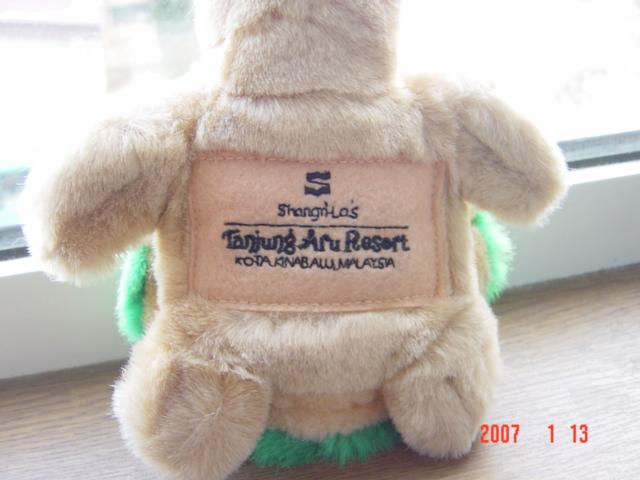 S
Shangri-La's
Tanjung Aru Resort
KOTA KINABALU, MALAYSIA
2007 1 13